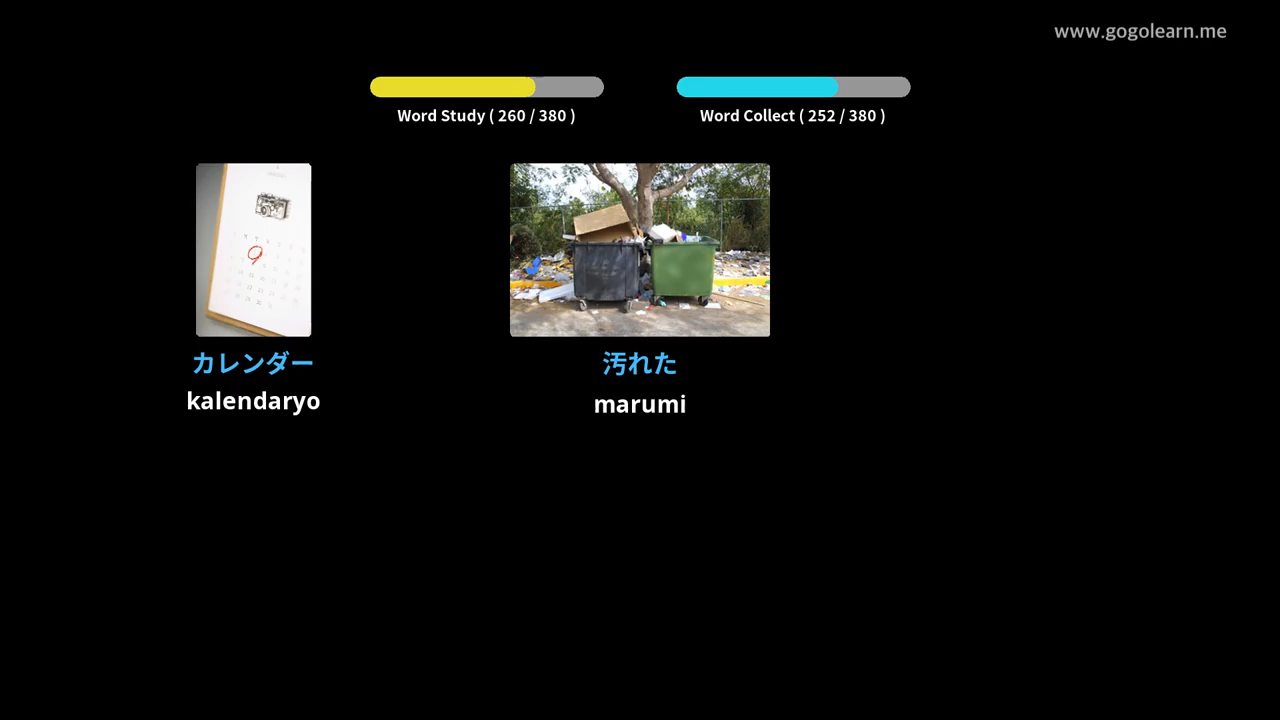 www.gogolearn.me
Word Study ( 260 / 380 )
Word Collect ( 252 / 380 )
カレンダー
kalendaryo
汚れた
marumi